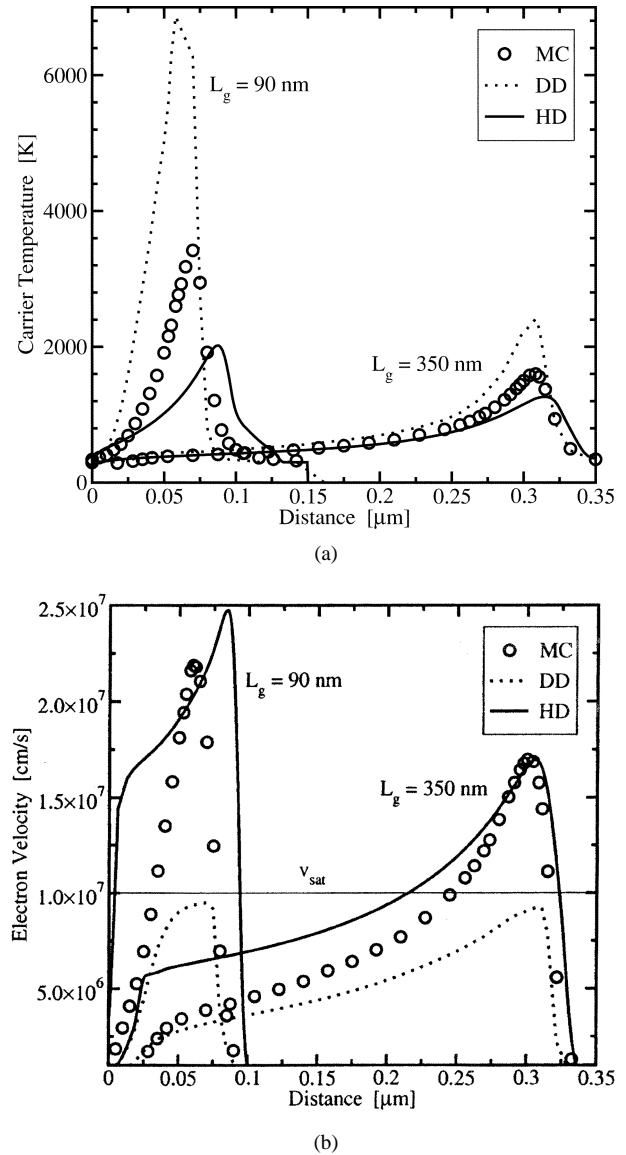 6000
4000
2000
0
Carrier Temperature [K]
L_g = 90 nm
L_g = 350 nm
MC
DD
HD
0 0.05 0.1 0.15 0.2 0.25 0.3 0.35
Distance [μm]
(a)
2.5×10^7
2.0×10^7
1.5×10^7
1.0×10^7
5.0×10^6
Electron Velocity [cm/s]
L_g = 90 nm
L_g = 350 nm
v_sat
MC
DD
HD
0 0.05 0.1 0.15 0.2 0.25 0.3 0.35
Distance [μm]
(b)